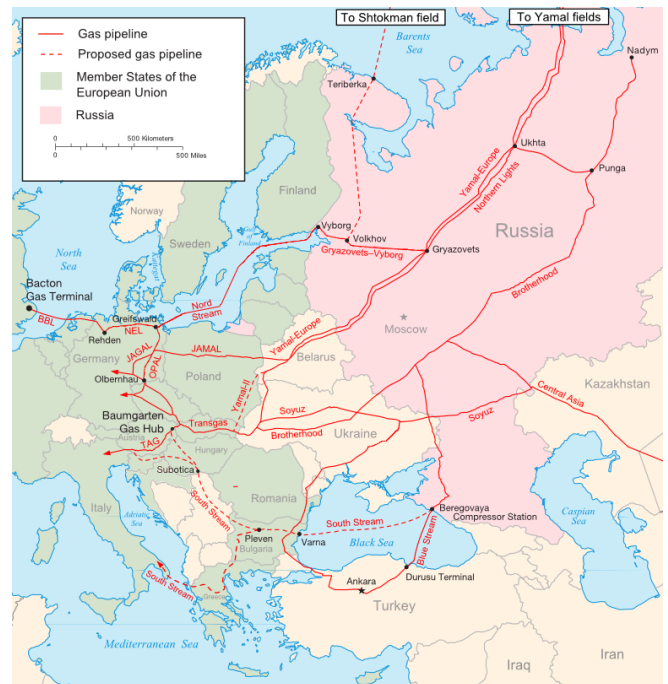 To Shtokman field
To Yamal fields
Gas pipeline
Proposed gas pipeline
Member States of the
European Union
Russia
0 500 Kilometers
0 500 Miles
Barents
Sea
Nadym
Teriberka
Ukhta
Punga
Yamal-Europe
Northern Lights
Finland
Norway
Sweden
Russia
Vyborg
Volkhov
Gulf
of
Finland
Gryazovets
Gryazovets–Vyborg
North
Sea
Brotherhood
Bacton
Gas Terminal
Nord
Stream
Greifswald
BBL
NEL
Rehden
Moscow
Yamal-Europe
JAMAL
JAGAL
OPAL
Belarus
Germany
Poland
Olbernhau
Yamal-II
Kazakhstan
Central Asia
Baumgarten
Gas Hub
Transgas
Soyuz
Soyuz
Brotherhood
Ukraine
TAG
Austria
Hungary
Subotica
Romania
South Stream
Italy
Adriatic
Sea
Beregovaya
Compressor Station
Caspian
Sea
South Stream
Pleven
Bulgaria
Varna
Black Sea
Blue Stream
South Stream
Ankara
Durusu Terminal
Greece
Turkey
Mediterranean Sea
Iraq
Iran